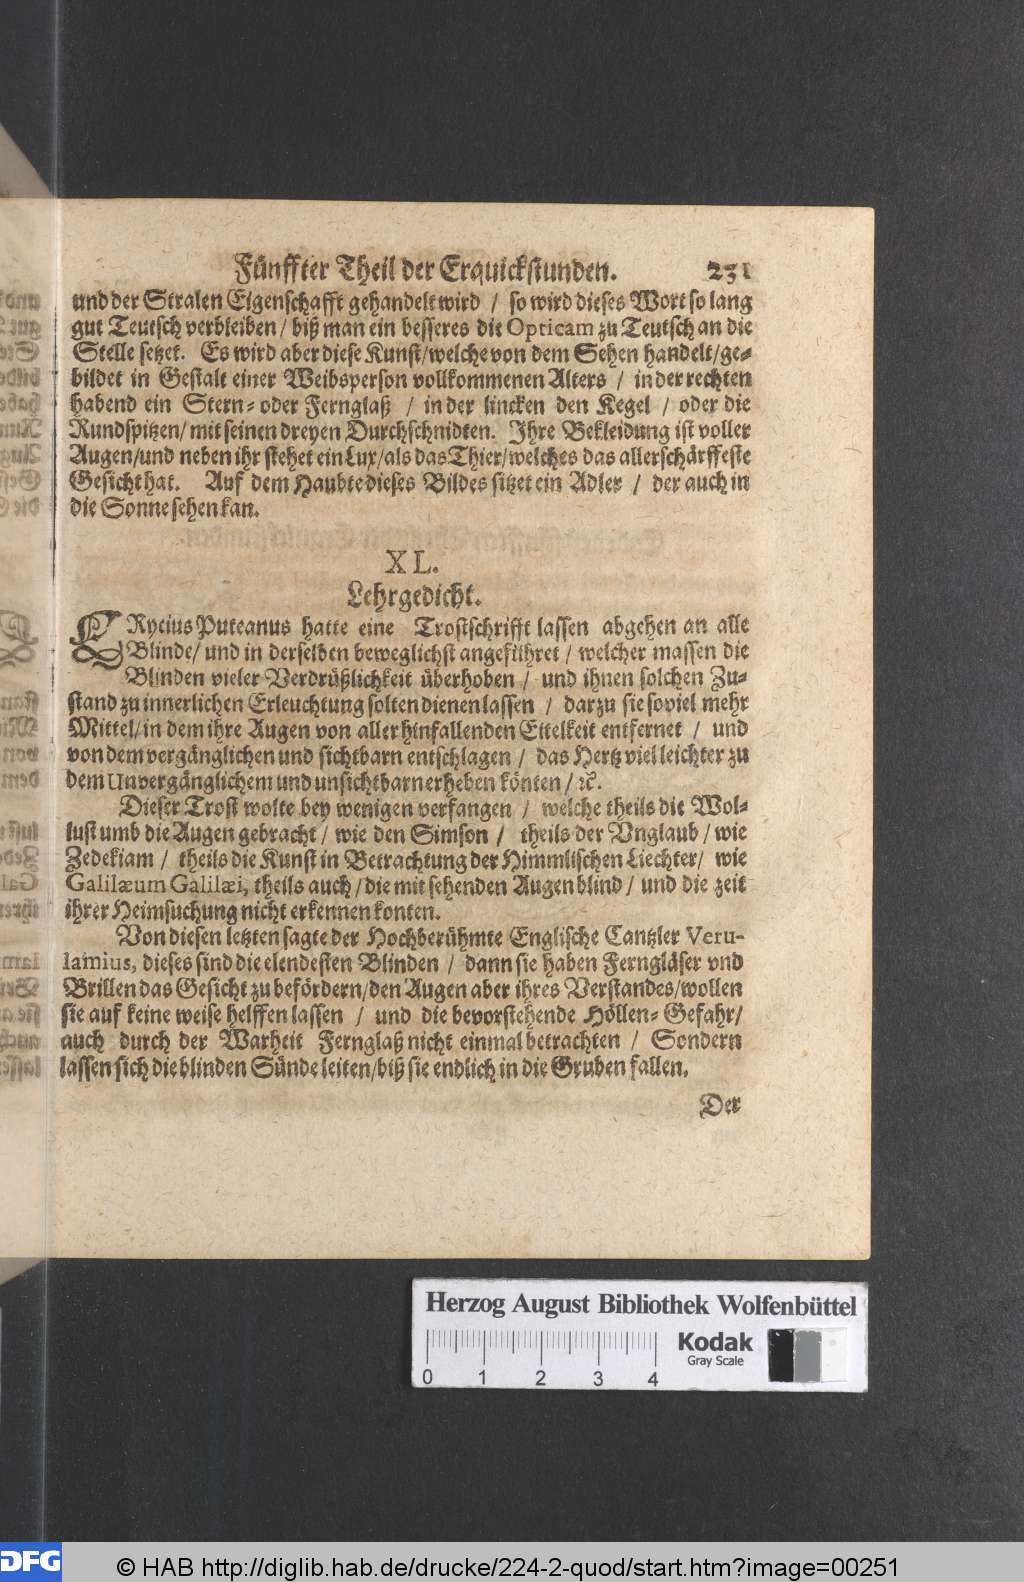 Fünffter Theil der Erquickstunden. 231
und der Stralen Eigenschafft gehandelt wird / so wird dieses Wort so lang
gut Teutsch verbleiben / biß man ein besseres die Opticam zu Teutsch an die
Stelle setzet. Es wird aber diese Kunst/welche von dem Sehen handelt/ge-
bildet in Gestalt einer Weibsperson vollkommenen Alters / in der rechten
habend ein Stern- oder Fernglaß / in der lincken den Kegel / oder die
Rundspitzen/ mit seinen dreyen Durchschnidten. Ihre Bekleidung ist voller
Augen/und neben ihr stehet ein Lux/als das Thier/welches das allerschärffeste
Gesicht hat. Auf dem Haubte dieses Bildes sitzet ein Adler / der auch in
die Sonne sehen kan.
XL.
Lehrgedicht.
ERycius Puteanus hatte eine Trostschrifft lassen abgehen an alle
Blinde/ und in derselben beweglichst angeführet / welcher massen die
Blinden vieler Verdrüßlichkeit überhoben / und ihnen solchen Zu-
stand zu innerlichen Erleuchtung solten dienen lassen / darzu sie soviel mehr
Mittel/ in dem ihre Augen von aller hinfallenden Eitelkeit entfernet / und
von dem vergänglichen und sichtbarn entschlagen / das Hertz viel leichter zu
dem Unvergänglichem und unsichtbarn erheben könten / ꝛc.
Dieser Trost wolte bey wenigen verfangen / welche theils die Wol-
lust umb die Augen gebracht / wie den Simson / theils der Vnglaub / wie
Zedekiam / theils die Kunst in Betrachtung der Himmlischen Liechter/ wie
Galilæum Galilæi, theils auch / die mit sehenden Augen blind / und die zeit
ihrer Heimsuchung nicht erkennen konten.
Von diesen letzten sagte der Hochberühmte Englische Cantzler Veru-
lamius, dieses sind die elendesten Blinden / dann sie haben Ferngläser vnd
Brillen das Gesicht zu befördern/den Augen aber ihres Verstandes/wollen
sie auf keine weise helffen lassen / und die bevorstehende Höllen-Gefahr/
auch durch der Warheit Fernglaß nicht einmal betrachten / Sondern
lassen sich die blinden Sünde leiten/biß sie endlich in die Gruben fallen.
Der
Herzog August Bibliothek Wolfenbüttel
Kodak
Gray Scale
0 1 2 3 4
DFG © HAB http://diglib.hab.de/drucke/224-2-quod/start.htm?image=00251